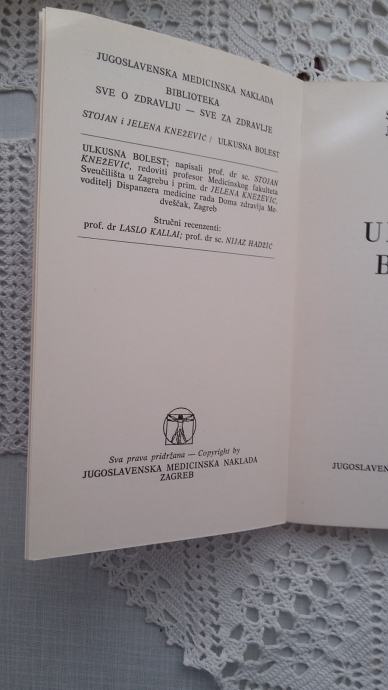 JUGOSLAVENSKA MEDICINSKA NAKLADA
BIBLIOTEKA
SVE O ZDRAVLJU — SVE ZA ZDRAVLJE
STOJAN i JELENA KNEŽEVIĆ / ULKUSNA BOLEST
ULKUSNA BOLEST; napisali prof. dr sc. STOJAN
KNEŽEVIĆ, redoviti profesor Medicinskog fakulteta
Sveučilišta u Zagrebu i prim. dr JELENA KNEŽEVIĆ,
voditelj Dispanzera medicine rada Doma zdravlja Me-
dveščak, Zagreb
Stručni recenzenti:
prof. dr LASLO KALLAI; prof. dr sc. NIJAZ HADŽIĆ
Sva prava pridržana — Copyright by
JUGOSLAVENSKA MEDICINSKA NAKLADA
ZAGREB
U
B
JUGOSLAVEN